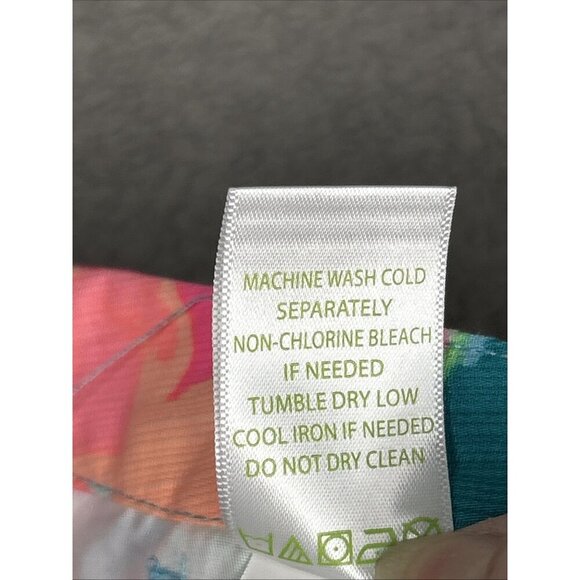 MACHINE WASH COLD
SEPARATELY
NON-CHLORINE BLEACH
IF NEEDED
TUMBLE DRY LOW
COOL IRON IF NEEDED
DO NOT DRY CLEAN